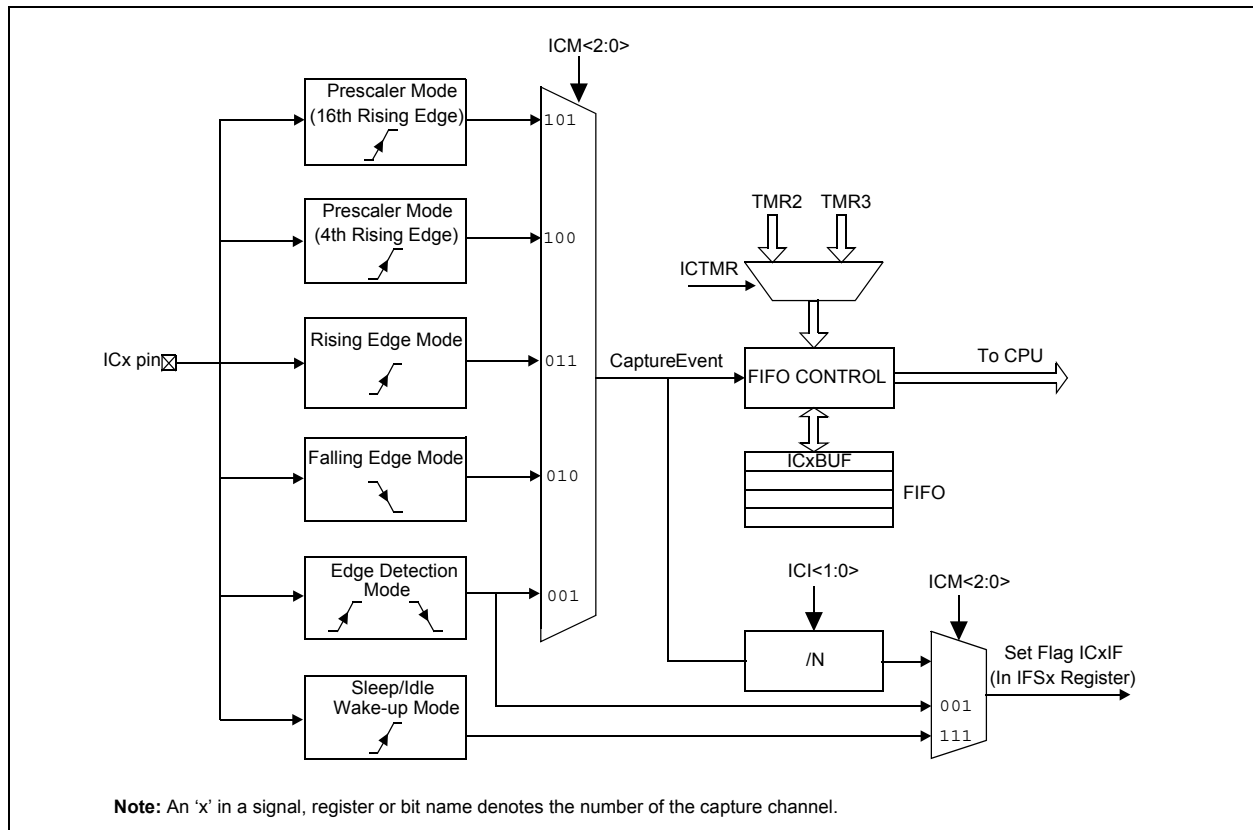 ICM<2:0>
Prescaler Mode
(16th Rising Edge)
101
Prescaler Mode
(4th Rising Edge)
100
TMR2
TMR3
ICTMR
ICx pin
Rising Edge Mode
011
CaptureEvent
FIFO CONTROL
To CPU
Falling Edge Mode
010
ICxBUF
FIFO
Edge Detection
Mode
001
ICI<1:0>
ICM<2:0>
/N
Set Flag ICxIF
(In IFSx Register)
Sleep/Idle
Wake-up Mode
001
111
Note: An ‘x’ in a signal, register or bit name denotes the number of the capture channel.